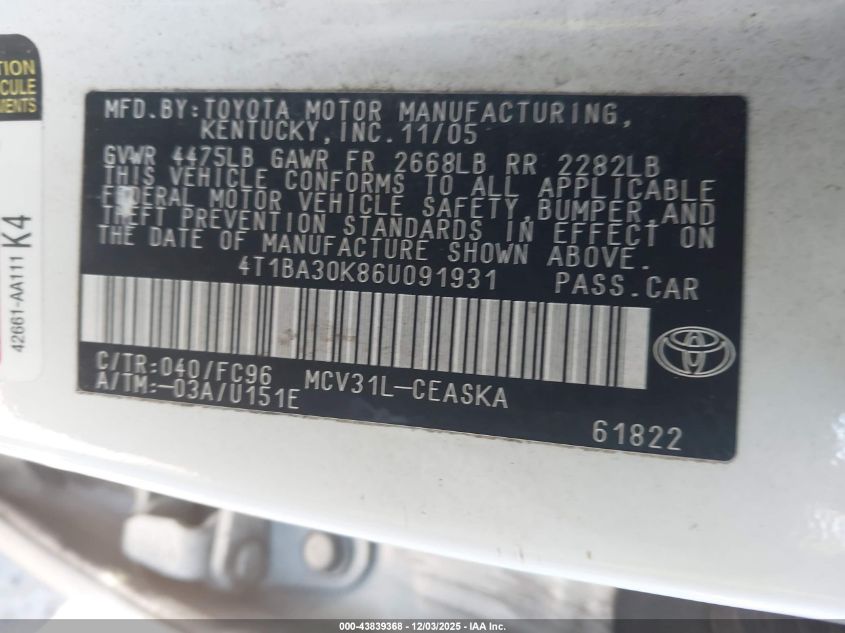 TION
CULE
MENTS
42661-AA111
K4
MFD.BY:TOYOTA MOTOR MANUFACTURING,
KENTUCKY,INC. 11/05
GVWR 4475LB GAWR FR 2668LB RR 2282LB
THIS VEHICLE CONFORMS TO ALL APPLICABLE
FEDERAL MOTOR VEHICLE SAFETY,BUMPER,AND
THEFT PREVENTION STANDARDS IN EFFECT ON
THE DATE OF MANUFACTURE SHOWN ABOVE.
4T1BA30K86U091931 PASS.CAR
C/TR:040/FC96 MCV31L-CEASKA
A/TM:-03A/U151E
61822
000-43839368 - 12/03/2025 - IAA Inc.